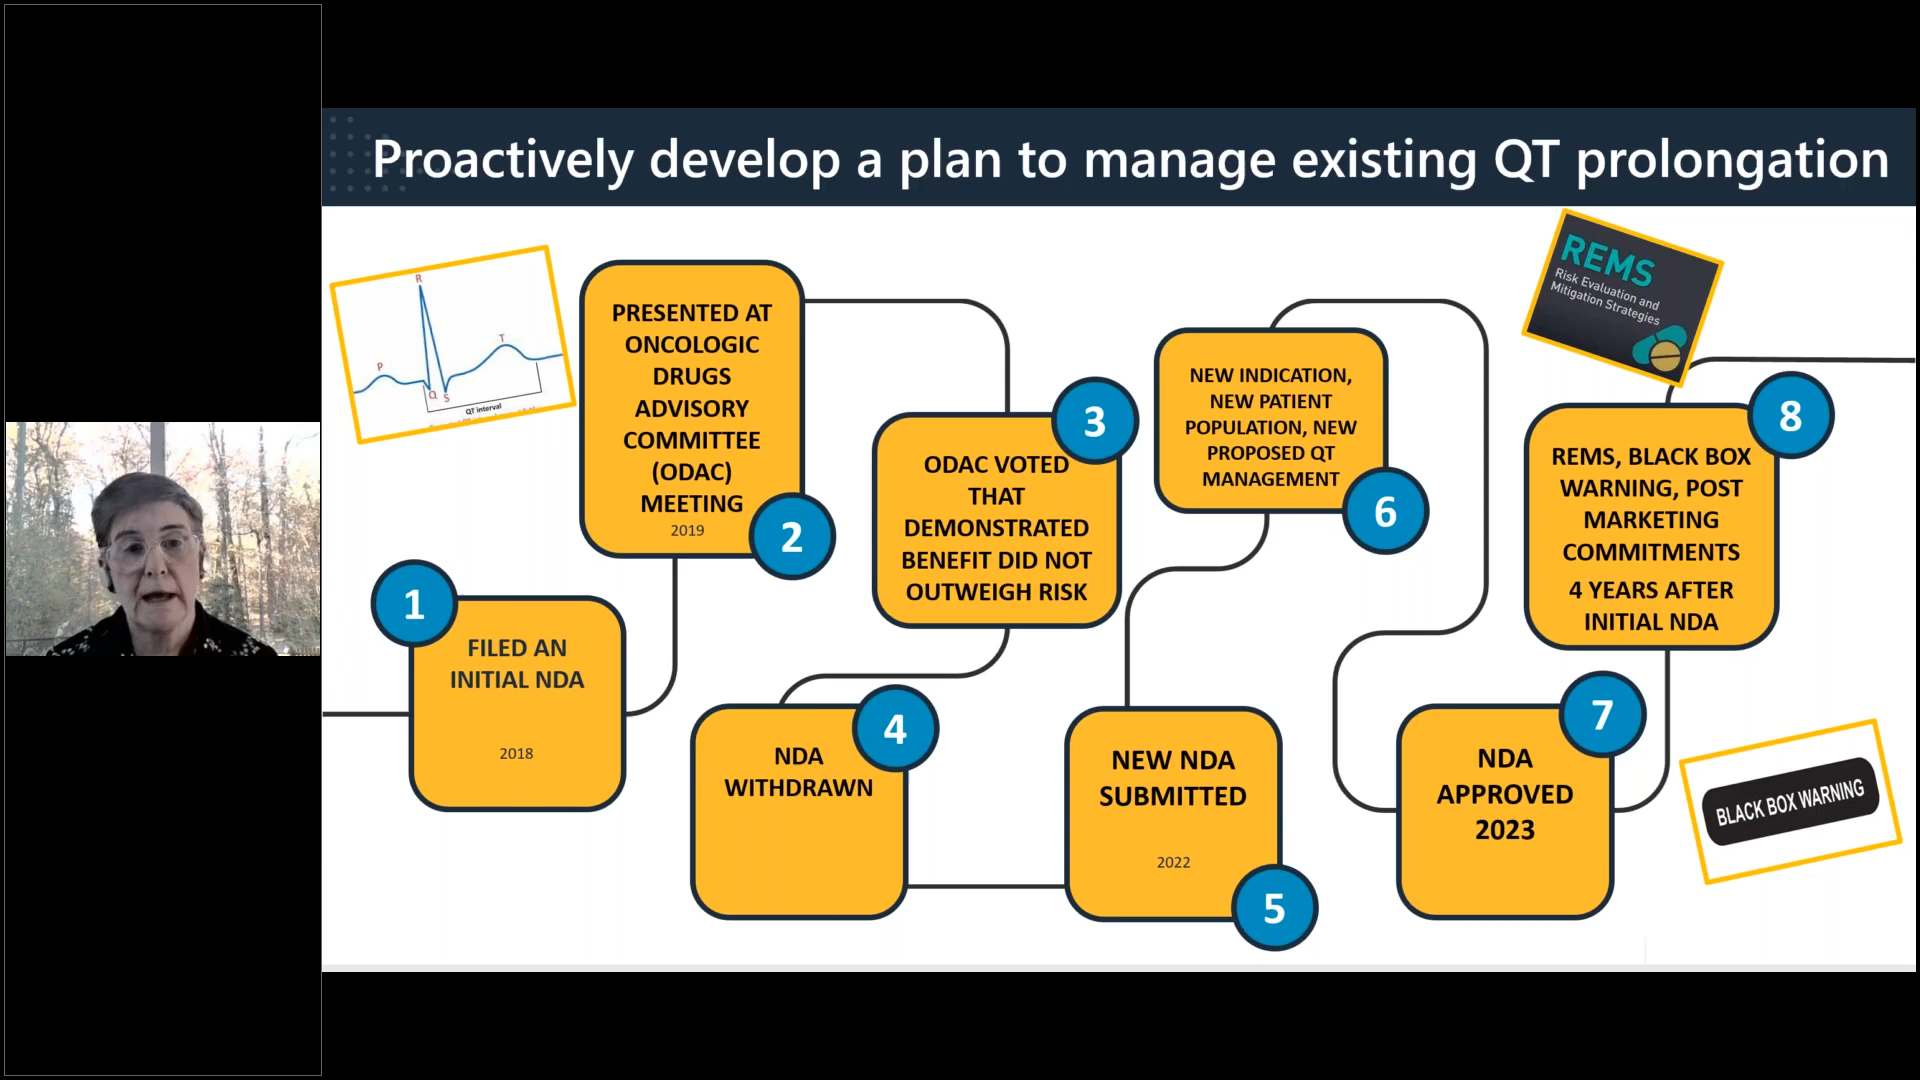 Proactively develop a plan to manage existing QT prolongation
R
P
T
Q
S
QT interval
1
FILED AN
INITIAL NDA
2018
PRESENTED AT
ONCOLOGIC
DRUGS
ADVISORY
COMMITTEE
(ODAC)
MEETING
2019
2
3
ODAC VOTED
THAT
DEMONSTRATED
BENEFIT DID NOT
OUTWEIGH RISK
4
NDA
WITHDRAWN
NEW NDA
SUBMITTED
2022
5
NEW INDICATION,
NEW PATIENT
POPULATION, NEW
PROPOSED QT
MANAGEMENT
6
7
NDA
APPROVED
2023
8
REMS, BLACK BOX
WARNING, POST
MARKETING
COMMITMENTS
4 YEARS AFTER
INITIAL NDA
REMS
Risk Evaluation and
Mitigation Strategies
BLACK BOX WARNING